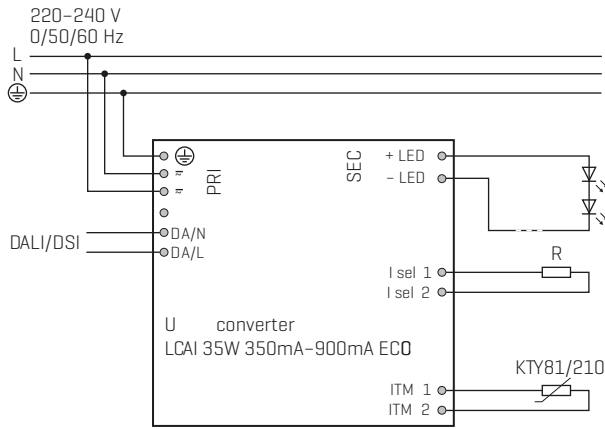 220–240 V
0/50/60 Hz
L
N
PRI
SEC
+ LED
– LED
DALI/DSI
DA/N
DA/L
R
I sel 1
I sel 2
U converter
LCAI 35W 350mA–900mA ECO
KTY81/210
ITM 1
ITM 2